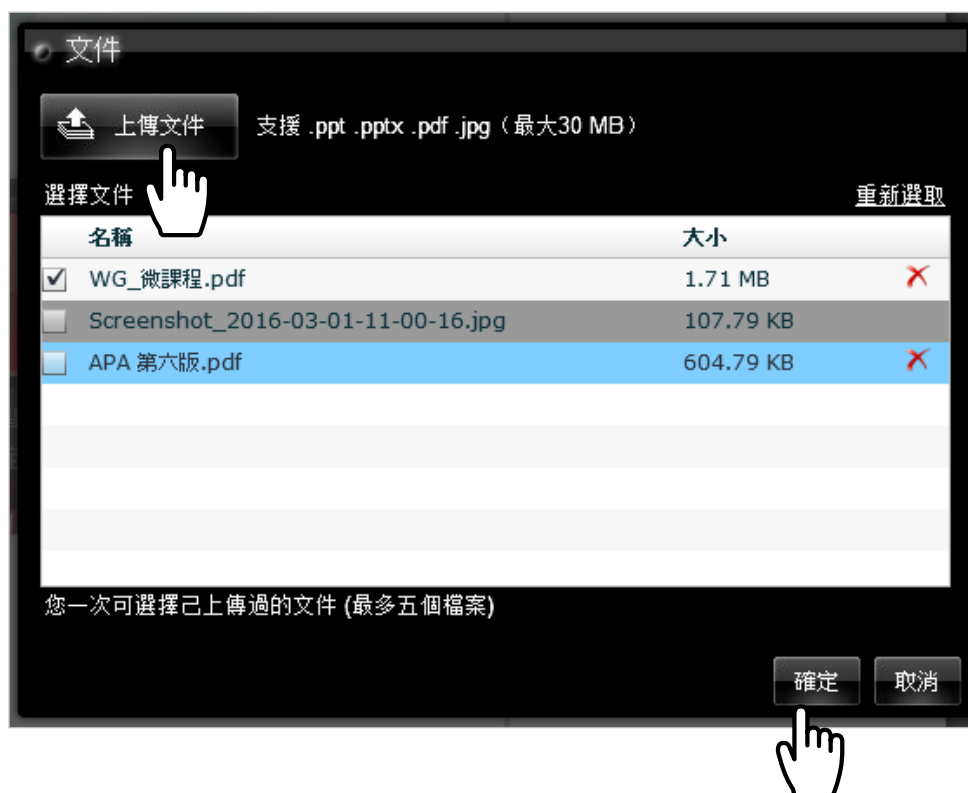 文件
上傳文件 支援 .ppt .pptx .pdf .jpg（最大30 MB）
選擇文件 重新選取
名稱 大小
WG_微課程.pdf 1.71 MB
Screenshot_2016-03-01-11-00-16.jpg 107.79 KB
APA 第六版.pdf 604.79 KB
您一次可選擇己上傳過的文件 (最多五個檔案)
確定 取消